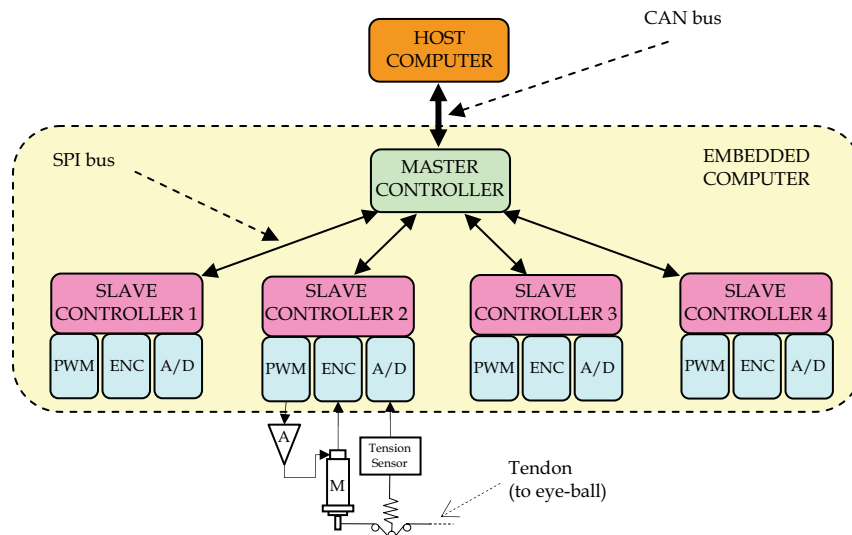 CAN bus
HOST
COMPUTER
SPI bus
MASTER
CONTROLLER
EMBEDDED
COMPUTER
SLAVE
CONTROLLER 1
SLAVE
CONTROLLER 2
SLAVE
CONTROLLER 3
SLAVE
CONTROLLER 4
PWM ENC A/D
PWM ENC A/D
PWM ENC A/D
PWM ENC A/D
A
Tension
Sensor
M
Tendon
(to eye-ball)